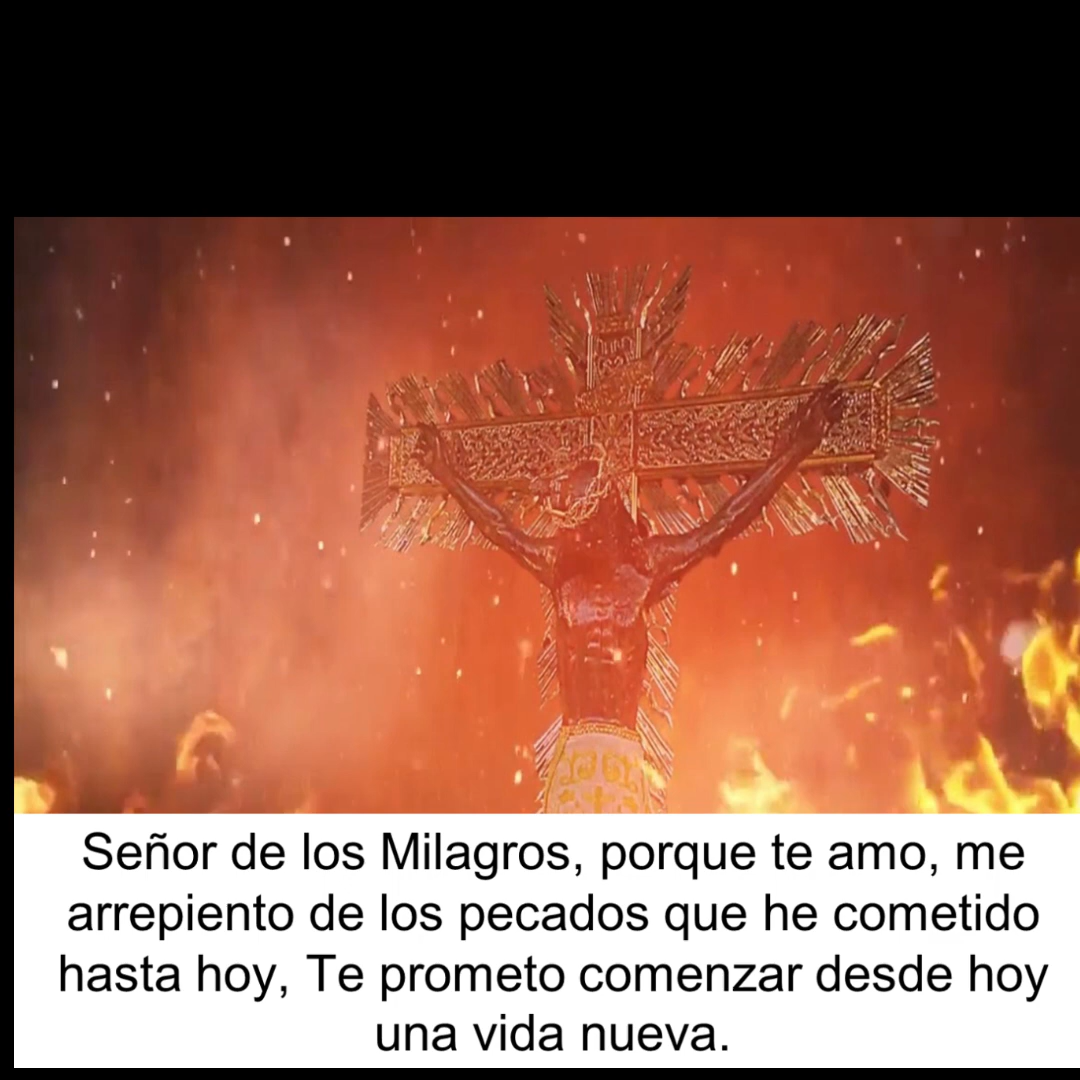 Señor de los Milagros, porque te amo, me
arrepiento de los pecados que he cometido
hasta hoy, Te prometo comenzar desde hoy
una vida nueva.